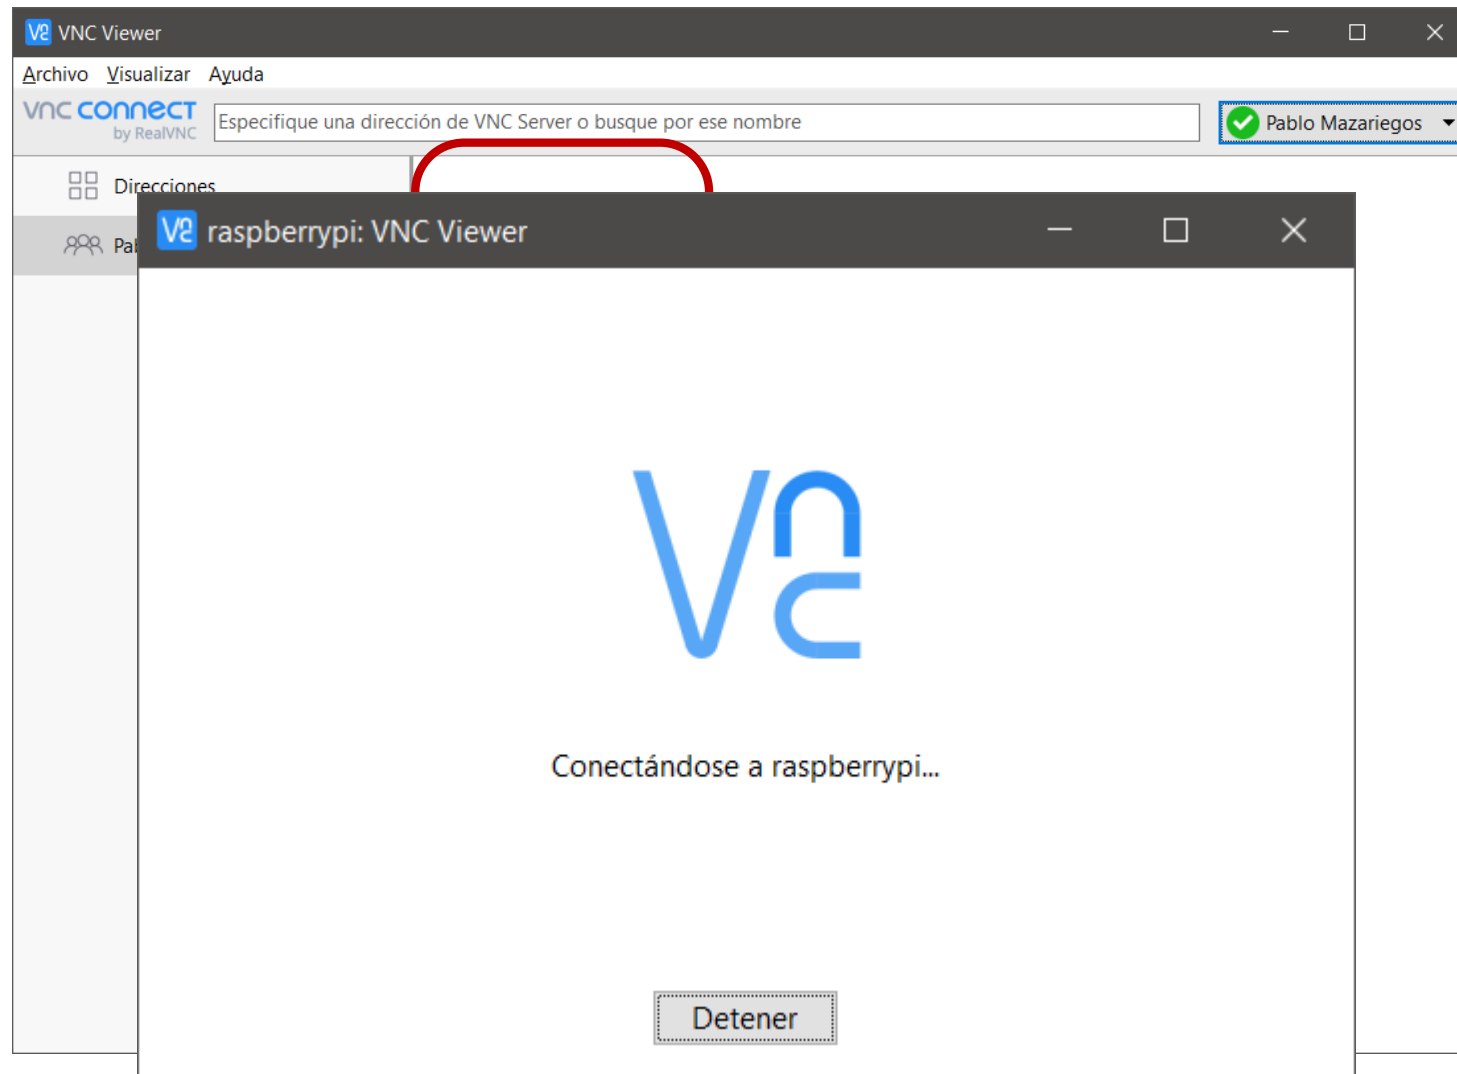 VNC Viewer
Archivo Visualizar Ayuda
vnc connect
by RealVNC
Especifique una dirección de VNC Server o busque por ese nombre
Pablo Mazariegos
Direcciones
raspberrypi: VNC Viewer
Conectándose a raspberrypi...
Detener